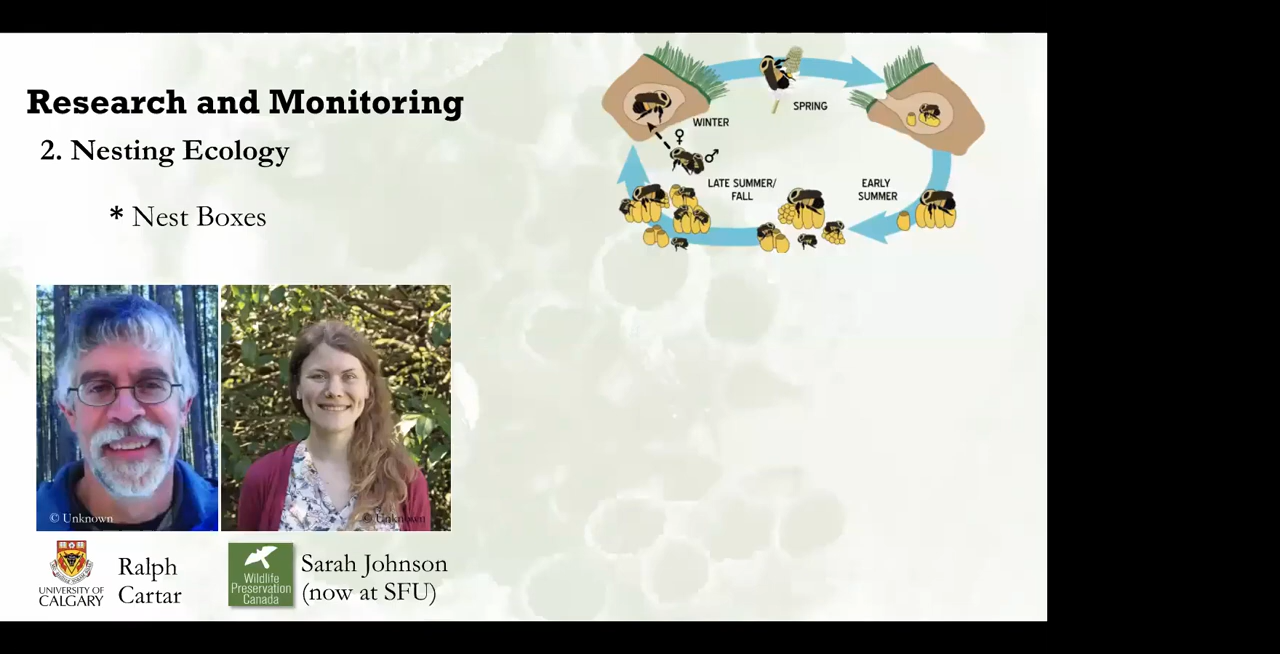 Research and Monitoring
2. Nesting Ecology
* Nest Boxes
WINTER
SPRING
♀
♂
LATE SUMMER/
FALL
EARLY
SUMMER
© Unknown
© Unknown
UNIVERSITY OF
CALGARY
Ralph
Cartar
Wildlife
Preservation
Canada
Sarah Johnson
(now at SFU)